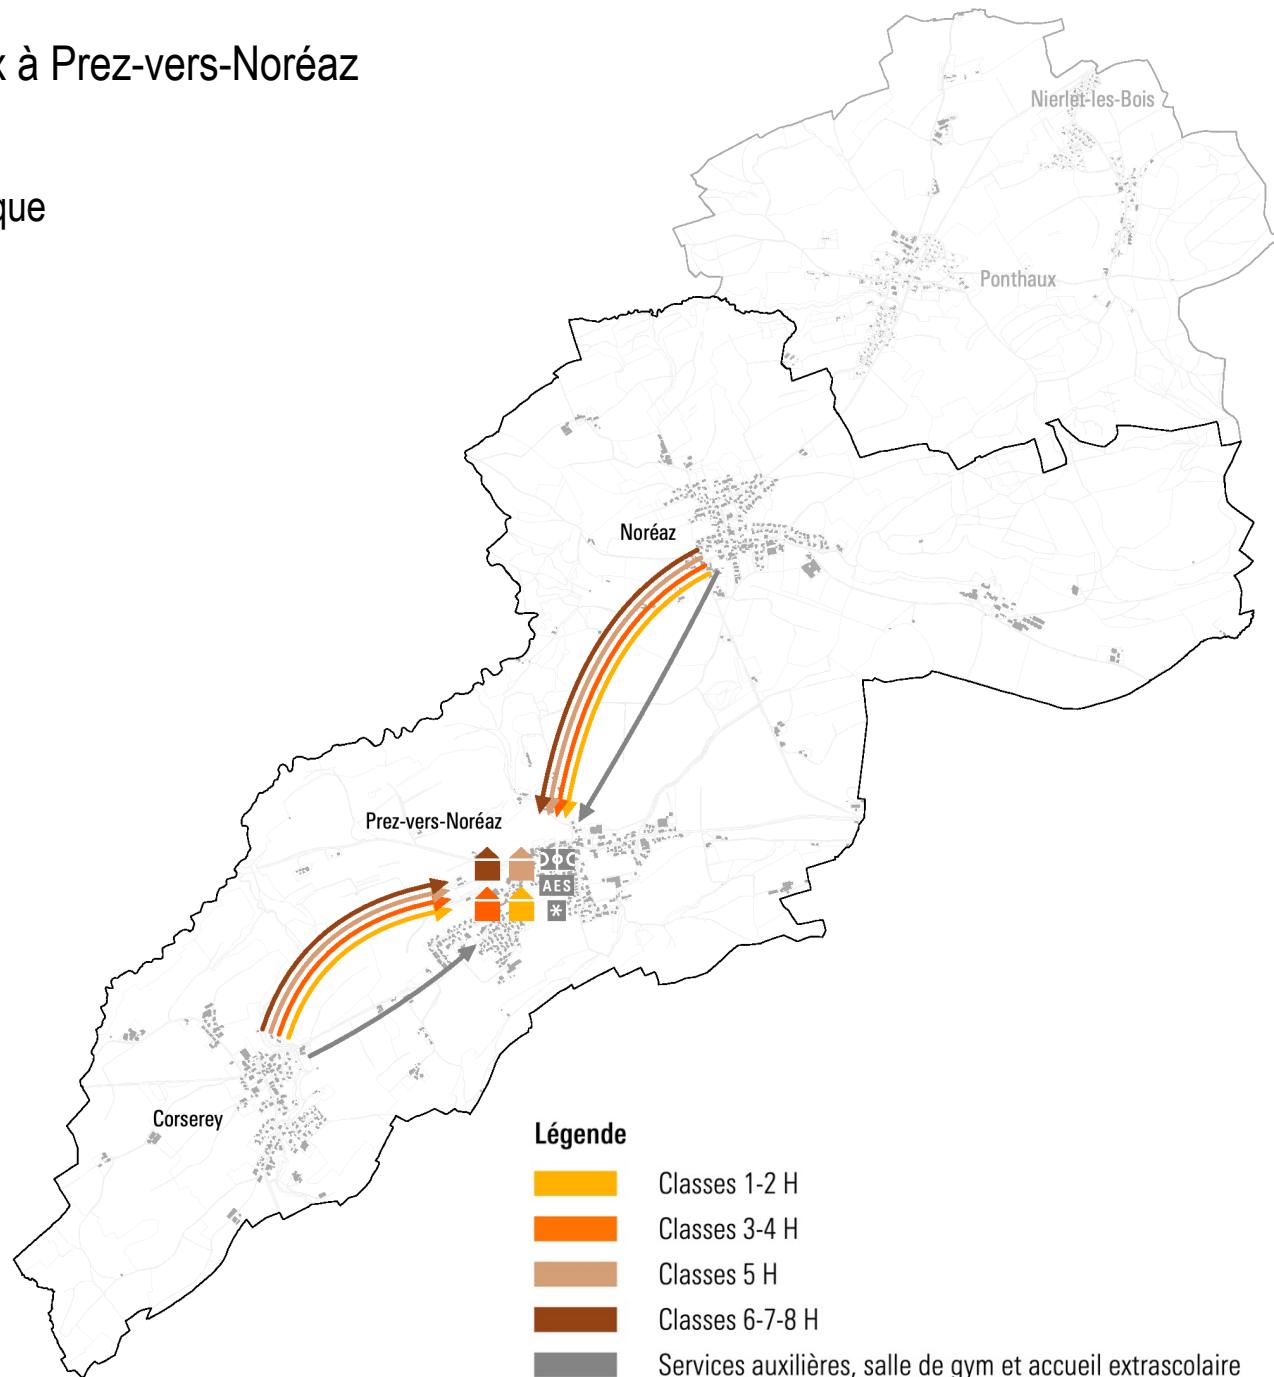 x à Prez-vers-Noréaz
que
Nierlet-les-Bois
Ponthaux
Noréaz
Prez-vers-Noréaz
AES
*
Corserey
Légende
Classes 1-2 H
Classes 3-4 H
Classes 5 H
Classes 6-7-8 H
Services auxilières, salle de gym et accueil extrascolaire